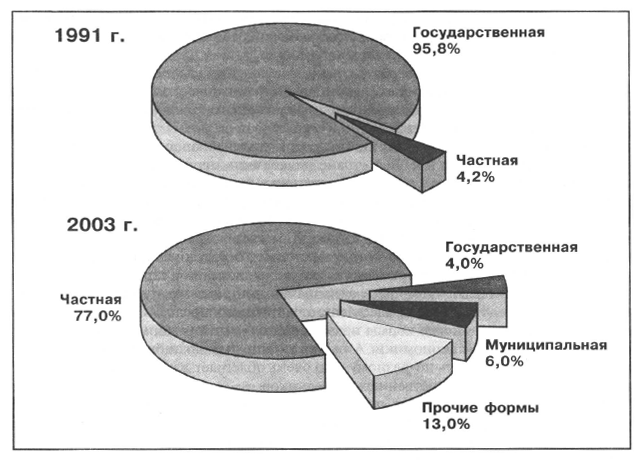 1991 г.
Государственная
95,8%
Частная
4,2%
2003 г.
Государственная
4,0%
Частная
77,0%
Муниципальная
6,0%
Прочие формы
13,0%